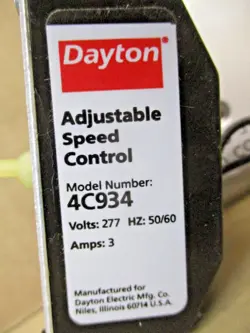 Dayton
Adjustable
Speed
Control
Model Number:
4C934
Volts: 277 HZ: 50/60
Amps: 3
Manufactured for
Dayton Electric Mfg. Co.
Niles, Illinois 60714 U.S.A.